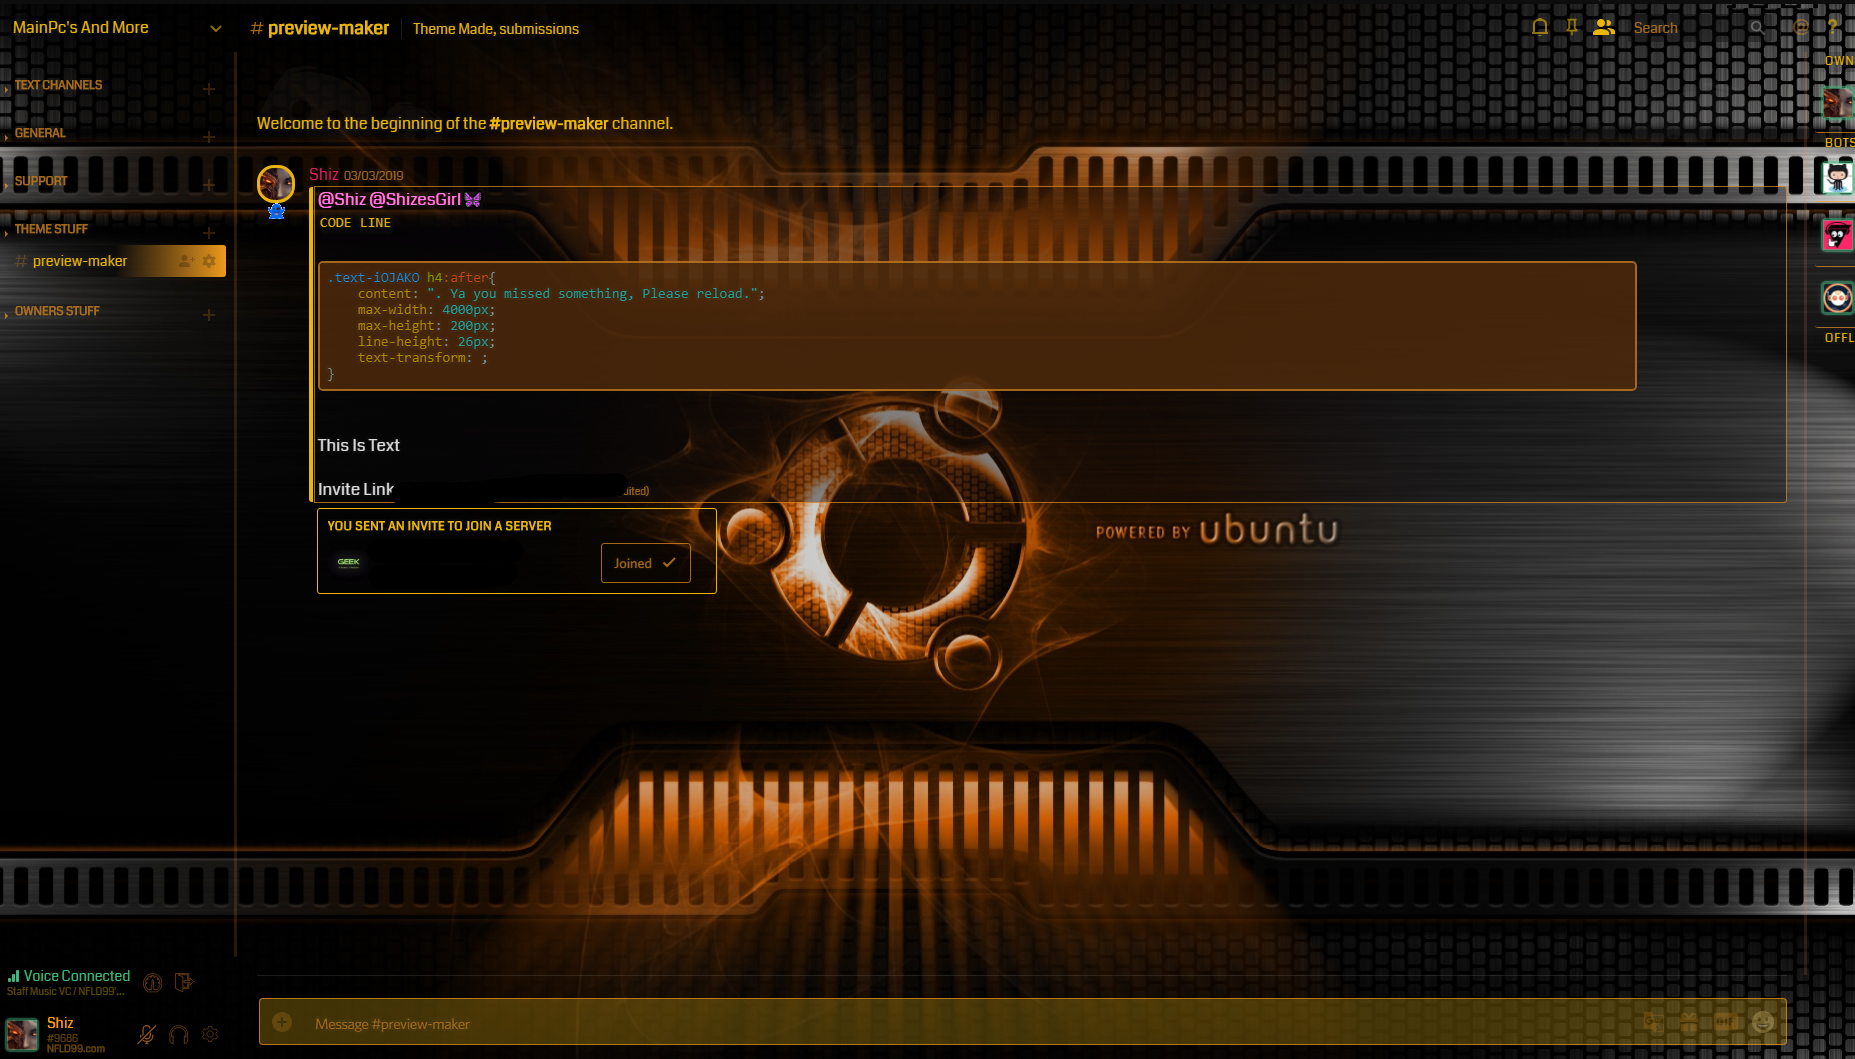 MainPc's And More
# preview-maker
Theme Made, submissions
Search
TEXT CHANNELS
GENERAL
SUPPORT
THEME STUFF
# preview-maker
OWNERS STUFF
Welcome to the beginning of the #preview-maker channel.
Shiz 03/03/2019
@Shiz @ShizesGirl
CODE LINE
.text-iOJAKO h4:after{
content: ". Ya you missed something, Please reload.";
max-width: 4000px;
max-height: 200px;
line-height: 26px;
text-transform: ;
}
This Is Text
Invite Link
YOU SENT AN INVITE TO JOIN A SERVER
GEEK
Joined
POWERED BY ubuntu
OWN
BOTS
OFFL
Voice Connected
Staff Music VC / NFLD99'...
Shiz
#9686
NFLD99.com
Message #preview-maker